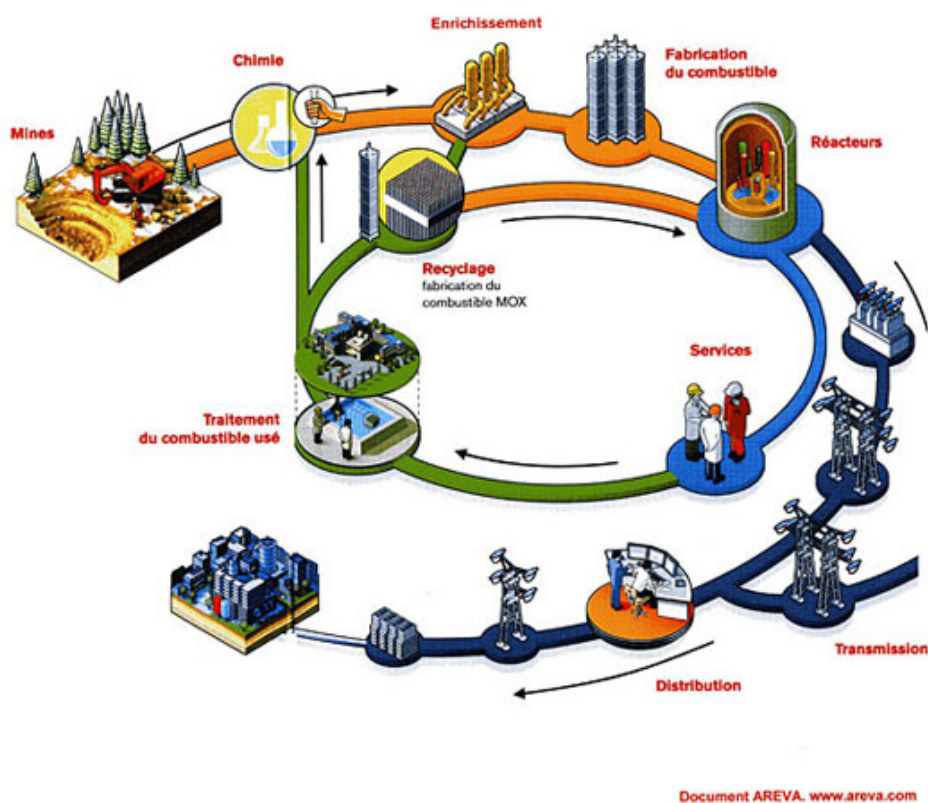 Enrichissement
Chimie
Fabrication
du combustible
Mines
Réacteurs
Recyclage
fabrication du
combustible MOX
Services
Traitement
du combustible usé
Transmission
Distribution
Document AREVA. www.areva.com